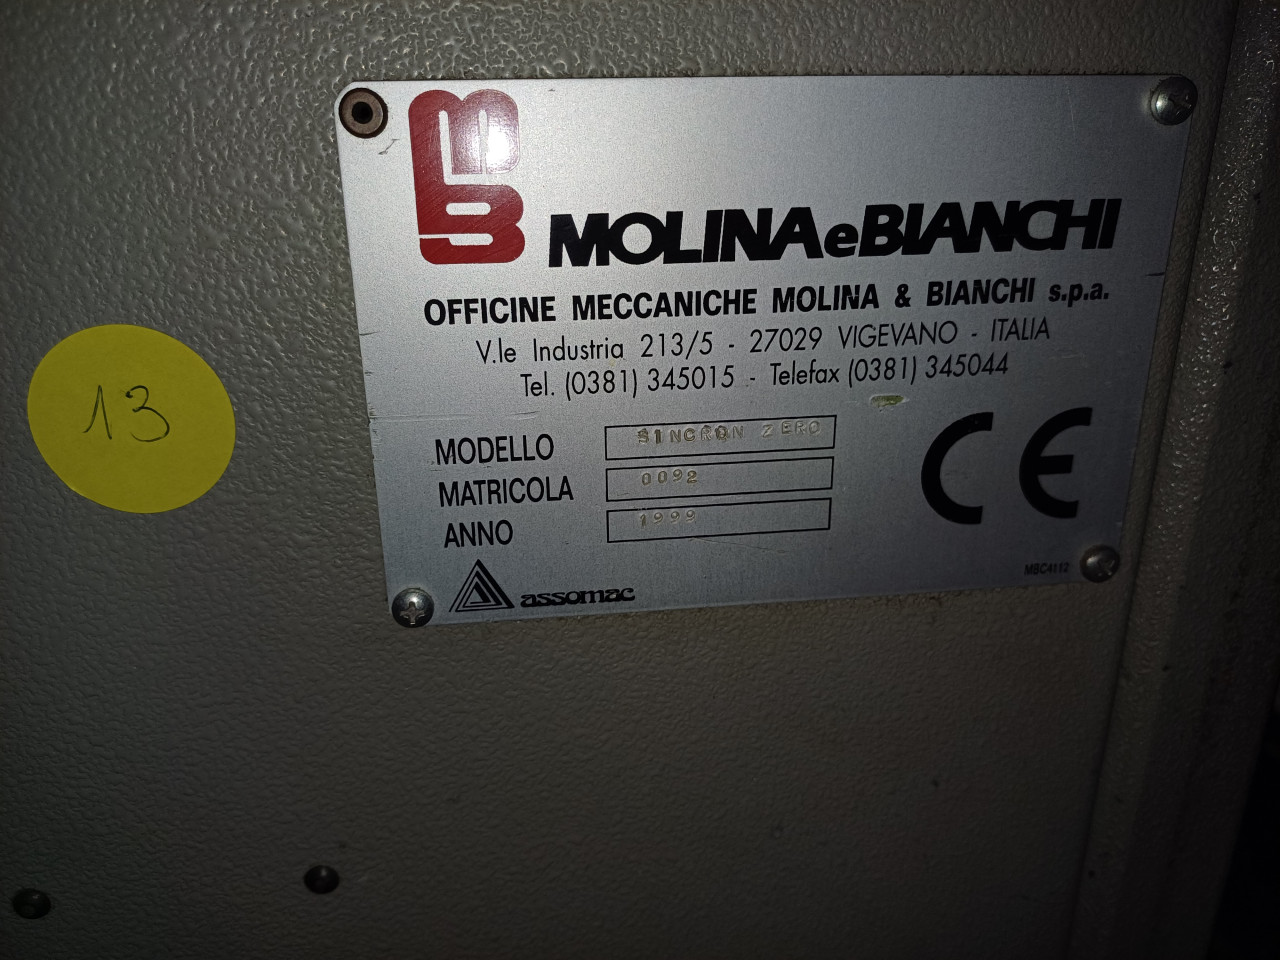 mb
MOLINAeBIANCHI
OFFICINE MECCANICHE MOLINA & BIANCHI s.p.a.
V.le Industria 213/5 - 27029 VIGEVANO - ITALIA
Tel. (0381) 345015 - Telefax (0381) 345044
13
MODELLO SINCRON ZERO
MATRICOLA 0092
ANNO 1999
CE
assomac
MBC4112